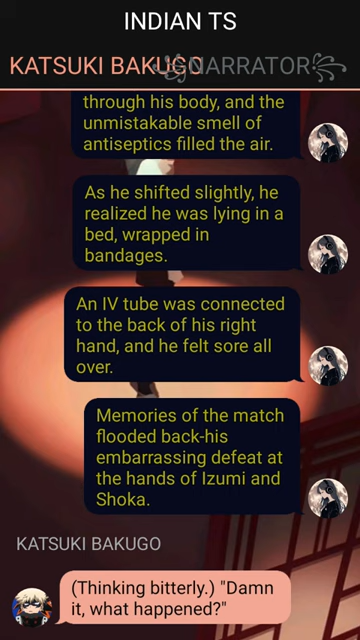 INDIAN TS
KATSUKI BAKUGO NARRATOR
through his body, and the
unmistakable smell of
antiseptics filled the air.
As he shifted slightly, he
realized he was lying in a
bed, wrapped in
bandages.
An IV tube was connected
to the back of his right
hand, and he felt sore all
over.
Memories of the match
flooded back-his
embarrassing defeat at
the hands of Izumi and
Shoka.
KATSUKI BAKUGO
(Thinking bitterly.) "Damn
it, what happened?"